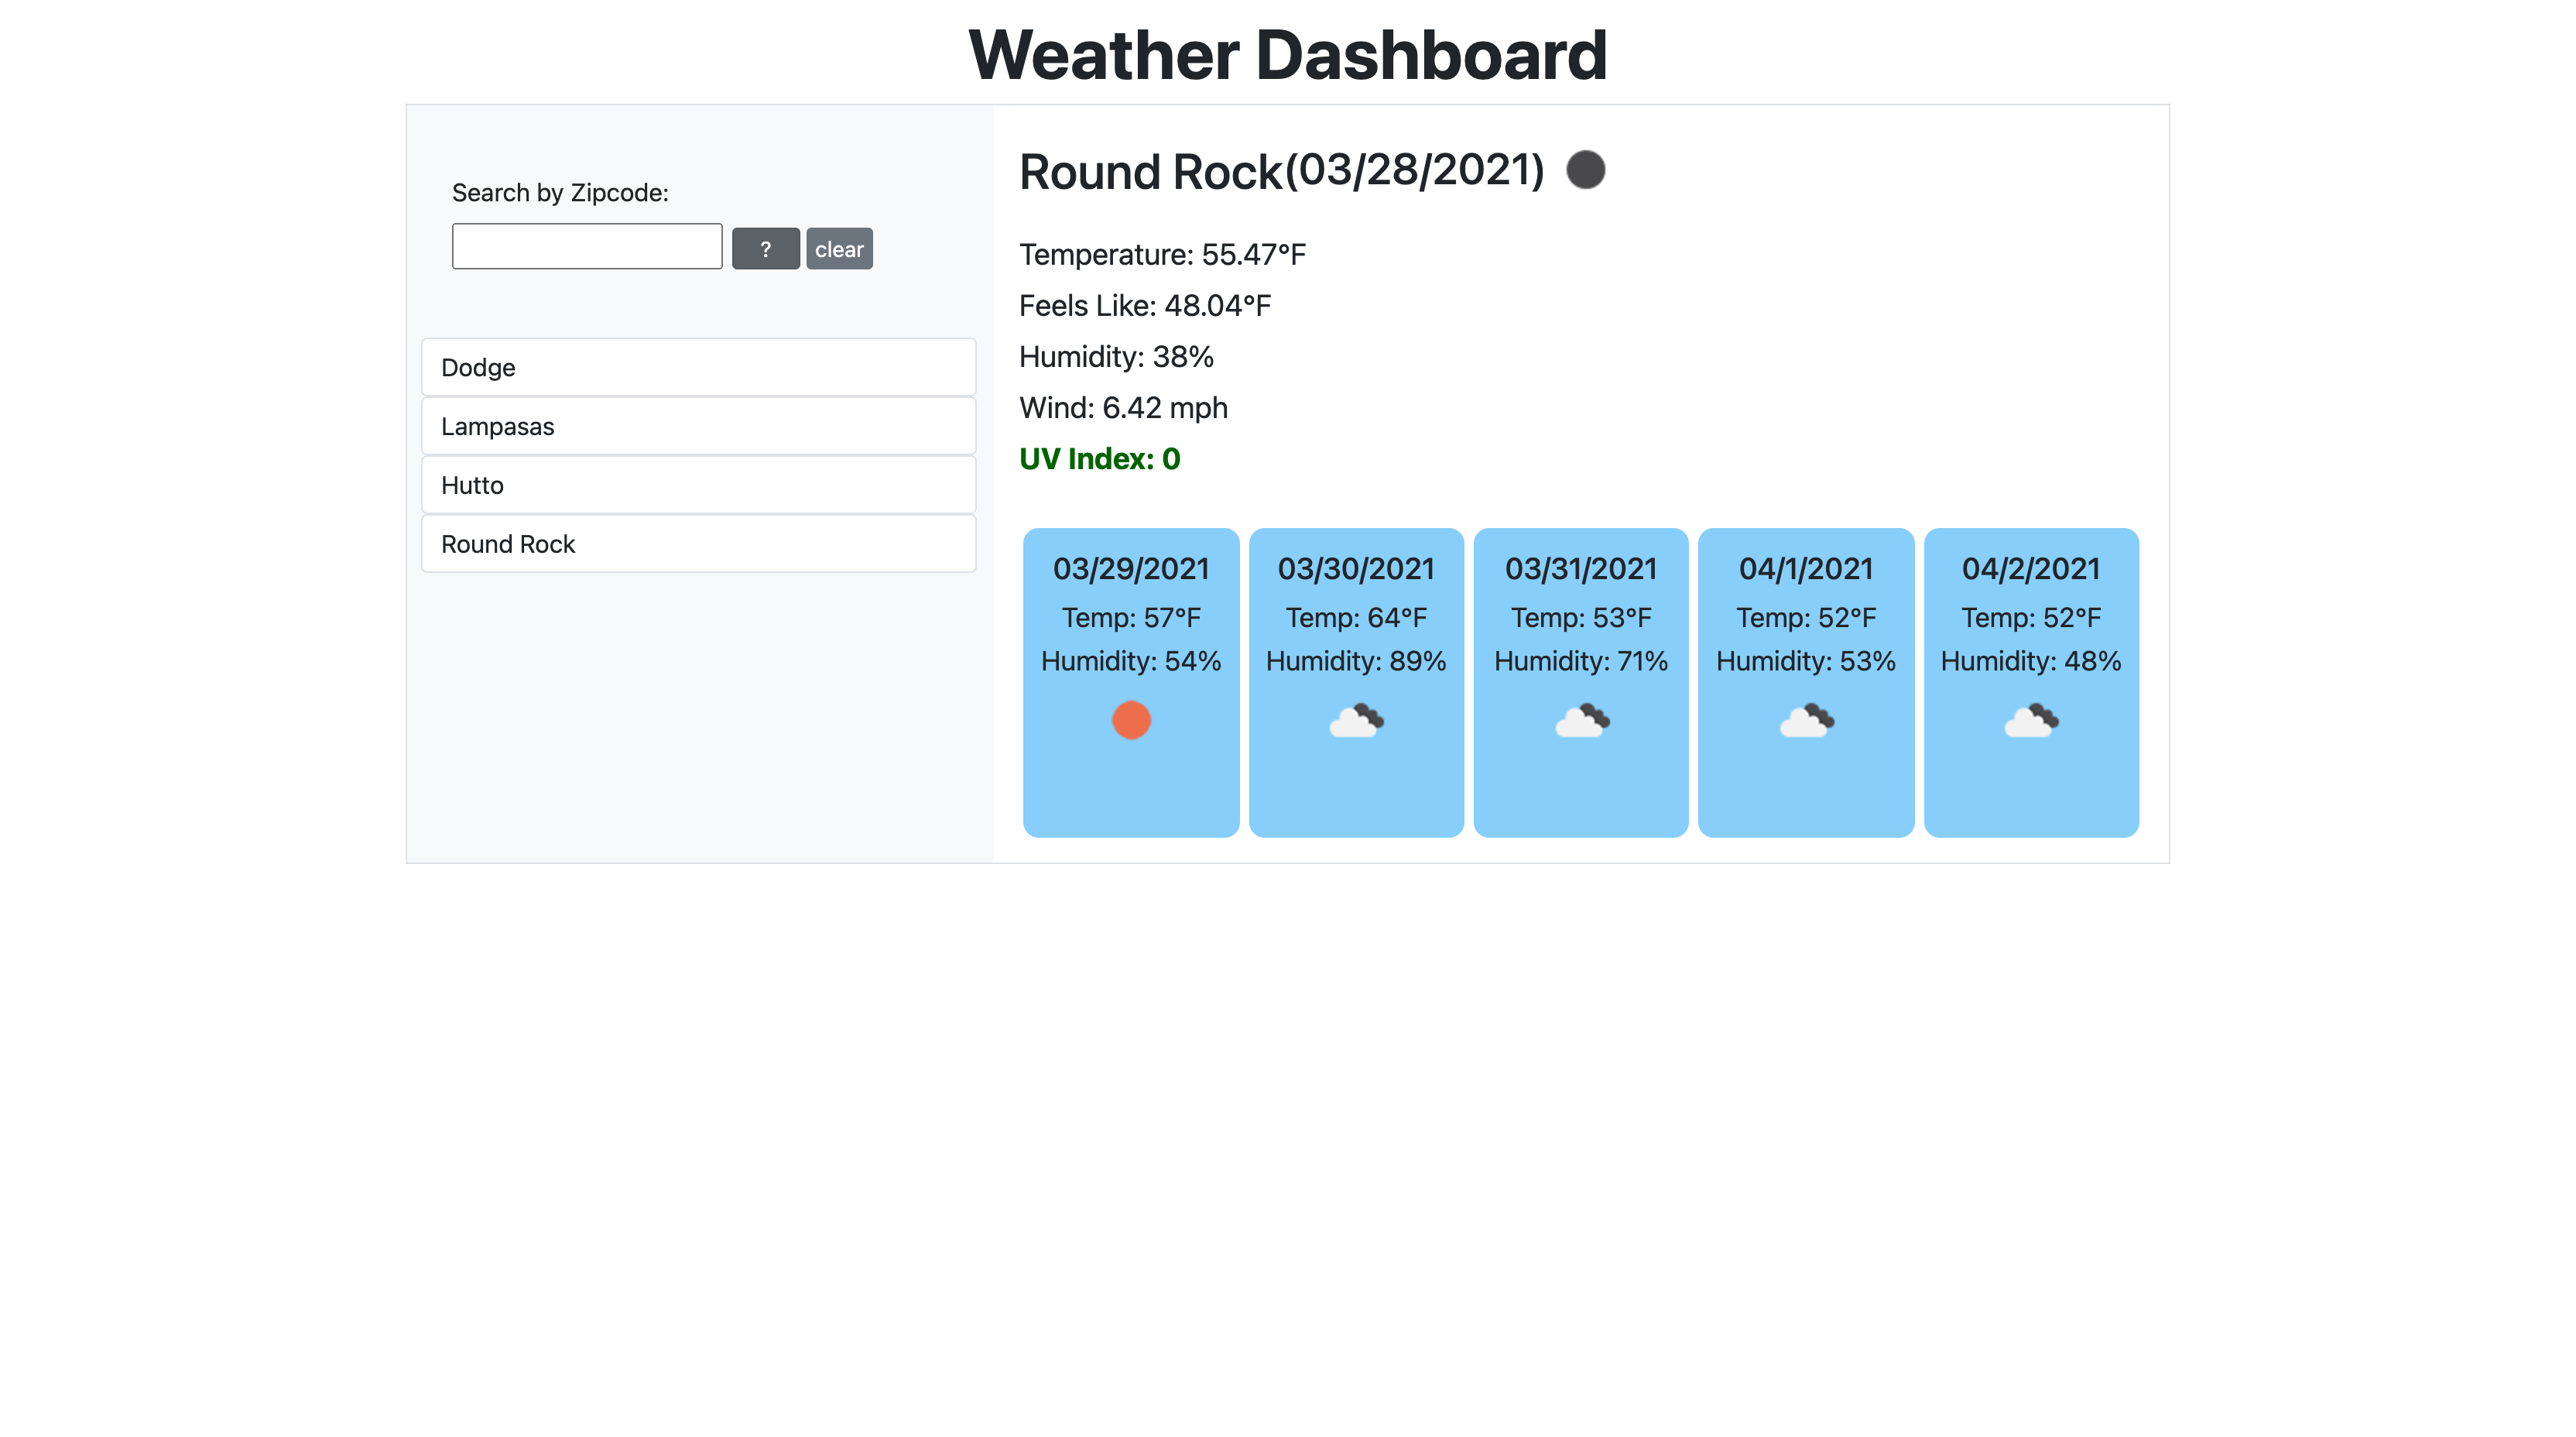 Weather Dashboard
Search by Zipcode:
? clear
Dodge
Lampasas
Hutto
Round Rock
Round Rock(03/28/2021)
Temperature: 55.47°F
Feels Like: 48.04°F
Humidity: 38%
Wind: 6.42 mph
UV Index: 0
03/29/2021
Temp: 57°F
Humidity: 54%
03/30/2021
Temp: 64°F
Humidity: 89%
03/31/2021
Temp: 53°F
Humidity: 71%
04/1/2021
Temp: 52°F
Humidity: 53%
04/2/2021
Temp: 52°F
Humidity: 48%